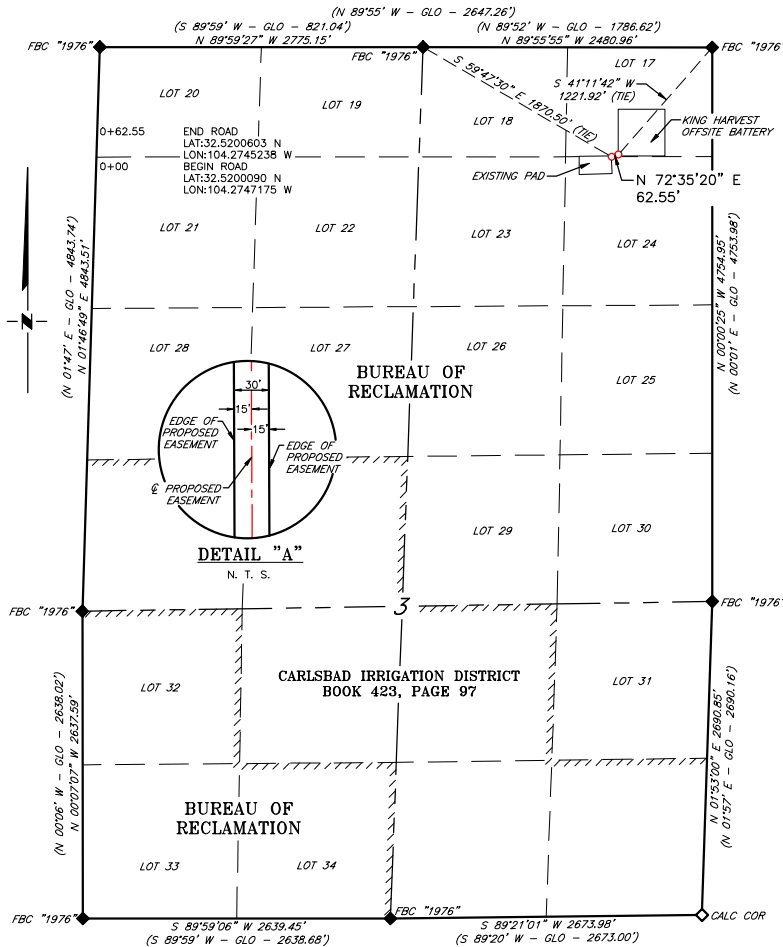 (N 89°55' W - GLO - 2647.26')
(S 89°59' W - GLO - 821.04')
(N 89°52' W - GLO - 1786.62')
N 89°59'27" W 2775.15'
N 89°55'55" W 2480.96'
FBC "1976"
FBC "1976"
FBC "1976"
LOT 17
LOT 20
LOT 19
LOT 18
S 59°47'30" E 1870.50' (TIE)
S 41°11'42" W
1221.92' (TIE)
KING HARVEST
OFFSITE BATTERY
0+62.55 END ROAD
LAT:32.5200603 N
LON:104.2745238 W
0+00 BEGIN ROAD
LAT:32.5200090 N
LON:104.2747175 W
EXISTING PAD
N 72°35'20" E
62.55'
LOT 21
LOT 22
LOT 23
LOT 24
(N 01°47' E - GLO - 4843.74')
N 01°46'49" E 4843.51'
N 00°00'25" W 4754.95'
(N 00°01' E - GLO - 4753.98')
N
LOT 28
LOT 27
LOT 26
LOT 25
BUREAU OF
RECLAMATION
30'
15'
15'
EDGE OF
PROPOSED
EASEMENT
EDGE OF
PROPOSED
EASEMENT
℄ PROPOSED
EASEMENT
DETAIL "A"
N. T. S.
LOT 29
LOT 30
FBC "1976"
3
FBC "1976"
LOT 32
CARLSBAD IRRIGATION DISTRICT
BOOK 423, PAGE 97
LOT 31
(N 00°06' W - GLO - 2638.02')
N 00°07'07" W 2637.59'
N 01°53'00" E 2690.85'
(N 01°57' E - GLO - 2690.16')
BUREAU OF
RECLAMATION
LOT 33
LOT 34
FBC "1976"
FBC "1976"
CALC COR
S 89°59'06" W 2639.45'
(S 89°59' W - GLO - 2638.68')
S 89°21'01" W 2673.98'
(S 89°20' W - GLO - 2673.00')